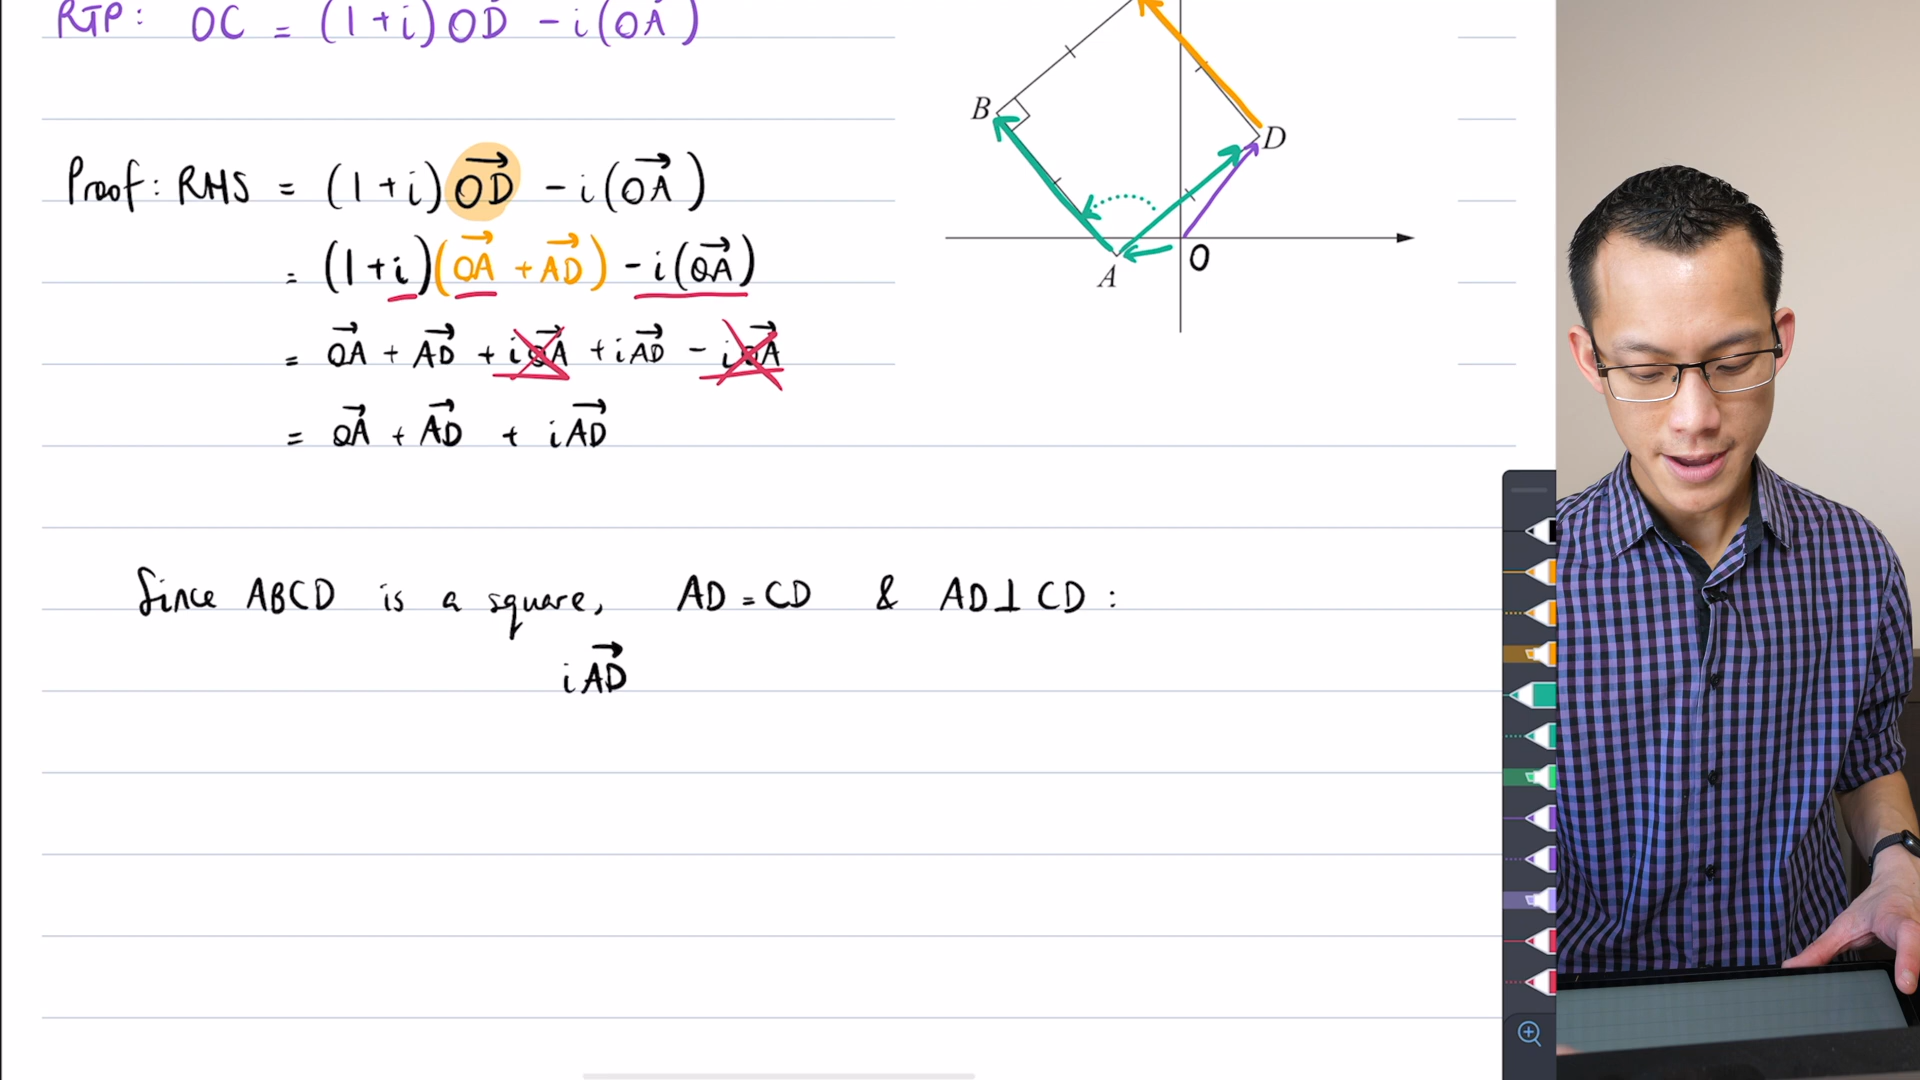 RTP: OC = (1+i)OD - i(OA)
Proof: RHS = (1+i)OD→ - i(OA→)
= (1+i)(OA→ + AD→) - i(OA→)
= OA→ + AD→ + iOA→ + iAD→ - iOA→
= OA→ + AD→ + iAD→
B
D
A
O
Since ABCD is a square, AD = CD & AD ⊥ CD :
iAD→